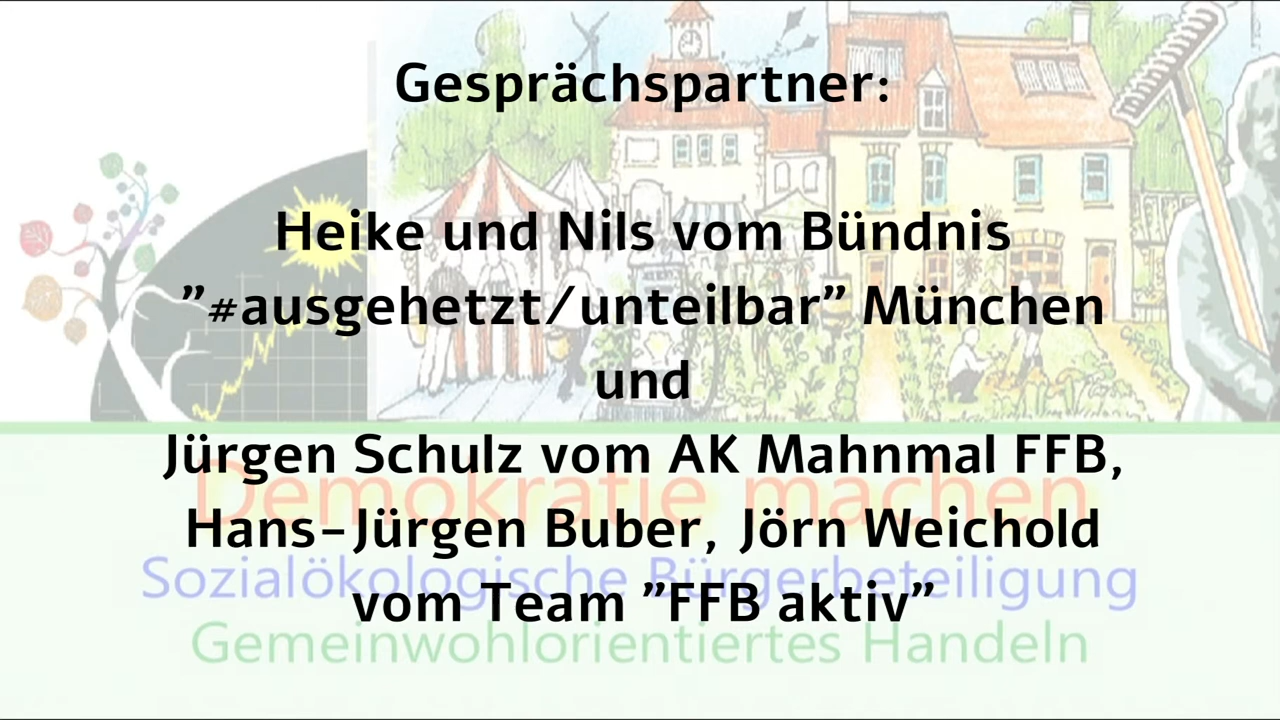 Gesprächspartner:
Heike und Nils vom Bündnis
"#ausgehetzt/unteilbar" München
und
Jürgen Schulz vom AK Mahnmal FFB,
Demokratie machen
Hans-Jürgen Buber, Jörn Weichold
Sozialökologische Bürgerbeteiligung
vom Team "FFB aktiv"
Gemeinwohlorientiertes Handeln